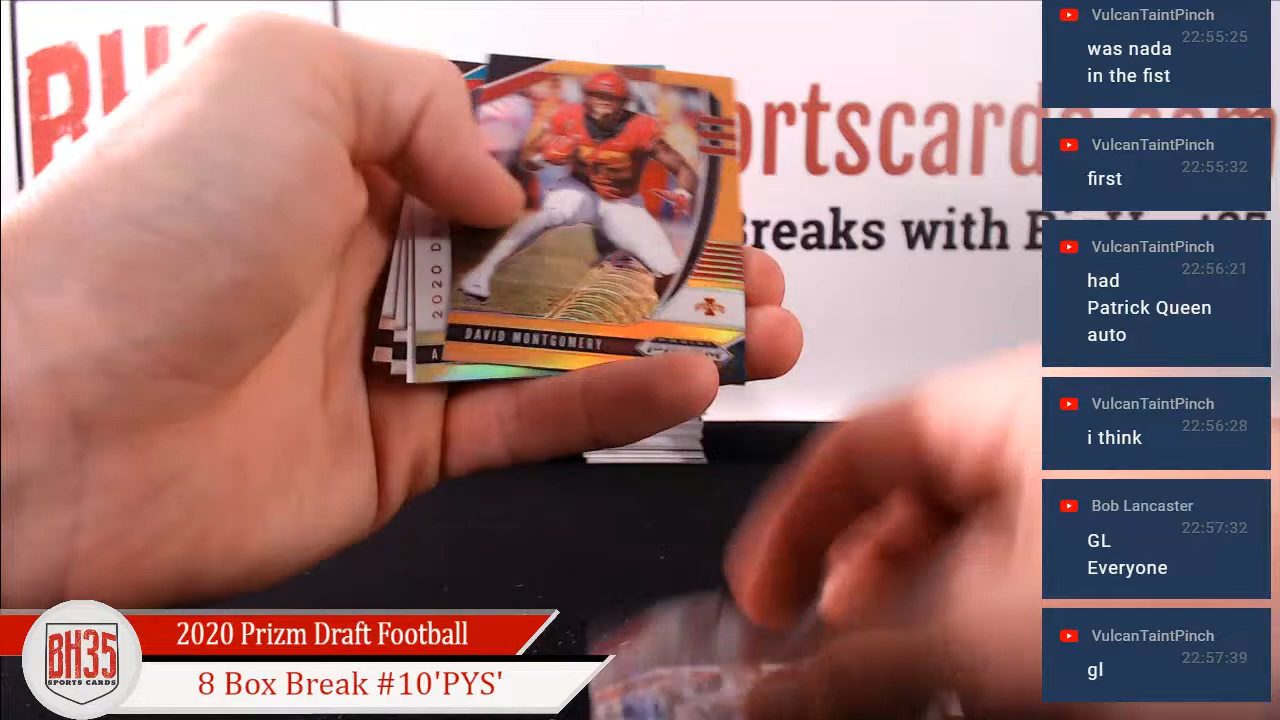 BH
ortscards.com
Breaks with
2020 D
A
DAVID MONTGOMERY
VulcanTaintPinch
22:55:25
was nada
in the fist
VulcanTaintPinch
22:55:32
first
VulcanTaintPinch
22:56:21
had
Patrick Queen
auto
VulcanTaintPinch
22:56:28
i think
Bob Lancaster
22:57:32
GL
Everyone
VulcanTaintPinch
22:57:39
gl
BH35
SPORTS CARDS
2020 Prizm Draft Football
8 Box Break #10'PYS'